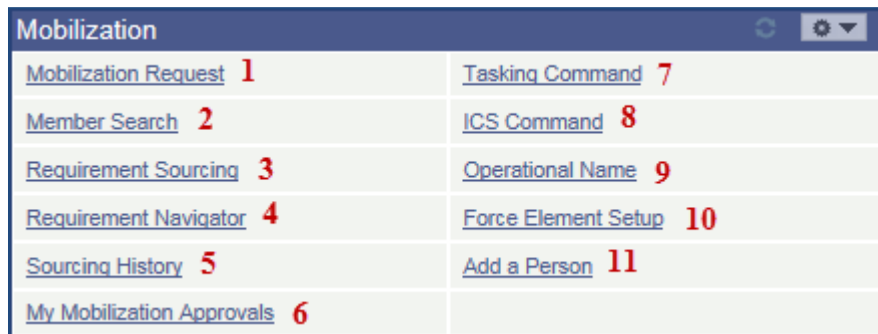 Mobilization
Mobilization Request 1
Tasking Command 7
Member Search 2
ICS Command 8
Requirement Sourcing 3
Operational Name 9
Requirement Navigator 4
Force Element Setup 10
Sourcing History 5
Add a Person 11
My Mobilization Approvals 6